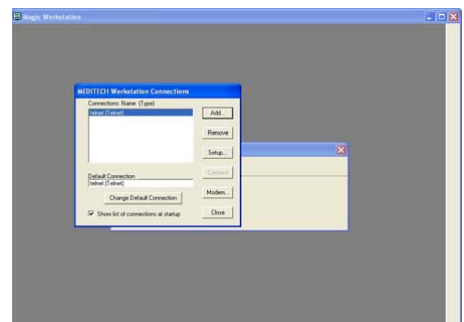 Magic Workstation
MEDITECH Workstation Connections
Connections: Name (Type)
telnet (Telnet)
Add...
Remove
Setup...
Connect
Default Connection
telnet (Telnet)
Modem...
Change Default Connection
Show list of connections at startup
Close